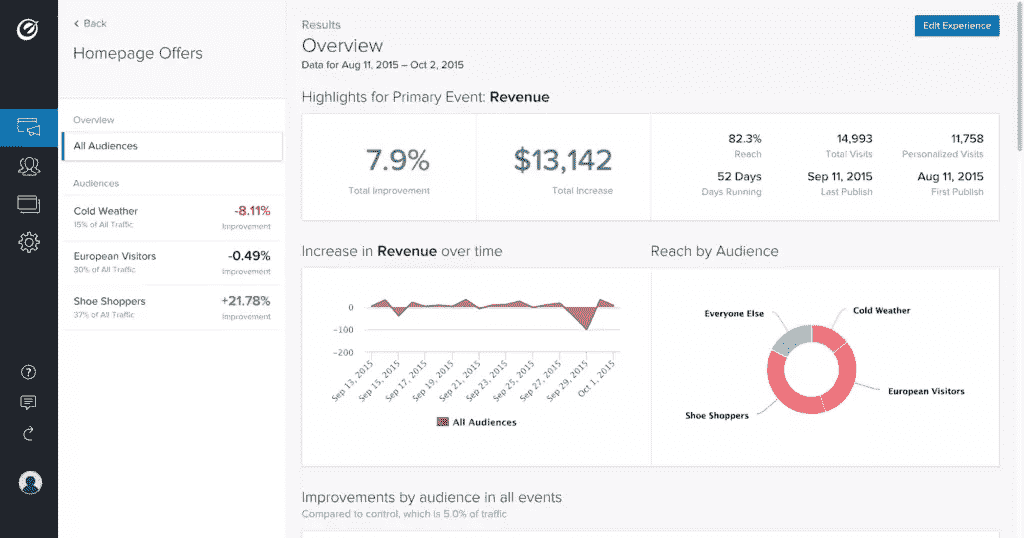 Back
Homepage Offers
Overview
All Audiences
Audiences
Cold Weather
-8.11%
15% of All Traffic
Improvement
European Visitors
-0.49%
30% of All Traffic
Improvement
Shoe Shoppers
+21.78%
37% of All Traffic
Improvement
Results
Overview
Data for Aug 11, 2015 – Oct 2, 2015
Edit Experience
Highlights for Primary Event: Revenue
7.9%
Total Improvement
$13,142
Total Increase
82.3%
Reach
14,993
Total Visits
11,758
Personalized Visits
52 Days
Days Running
Sep 11, 2015
Last Publish
Aug 11, 2015
First Publish
Increase in Revenue over time
0
-100
-200
Sep 13, 2015
Sep 15, 2015
Sep 17, 2015
Sep 19, 2015
Sep 21, 2015
Sep 23, 2015
Sep 25, 2015
Sep 27, 2015
Sep 29, 2015
Oct 1, 2015
All Audiences
Reach by Audience
Everyone Else
Cold Weather
European Visitors
Shoe Shoppers
Improvements by audience in all events
Compared to control, which is 5.0% of traffic